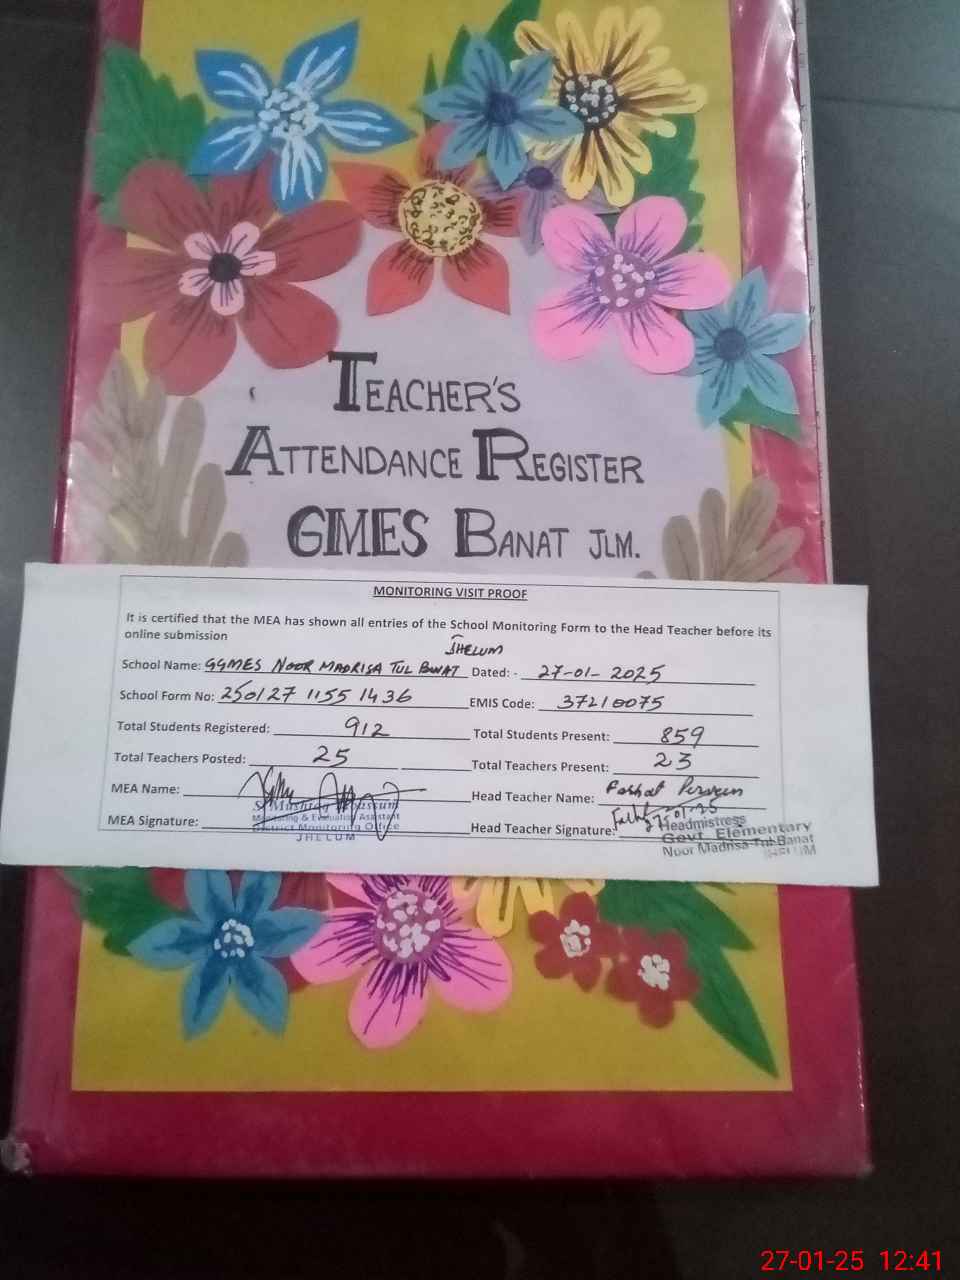 TEACHER'S
ATTENDANCE REGISTER
GMES BANAT JLM.
MONITORING VISIT PROOF
It is certified that the MEA has shown all entries of the School Monitoring Form to the Head Teacher before its
online submission
JHELUM
School Name: GGMES NOOR MADRISA TUL BANAT Dated: - 27-01-2025
School Form No: 250127 1155 1436 EMIS Code: 37210075
Total Students Registered: 912 Total Students Present: 859
Total Teachers Posted: 25 Total Teachers Present: 23
MEA Name: Head Teacher Name: Farhat Perveen
Monitoring & Evaluation Assistant
District Monitoring Office
JHELUM
MEA Signature: Head Teacher Signature:
Headmistress
Govt. Elementary
Noor Madrisa-Tul-Banat
JHELUM
27-01-25 12:41